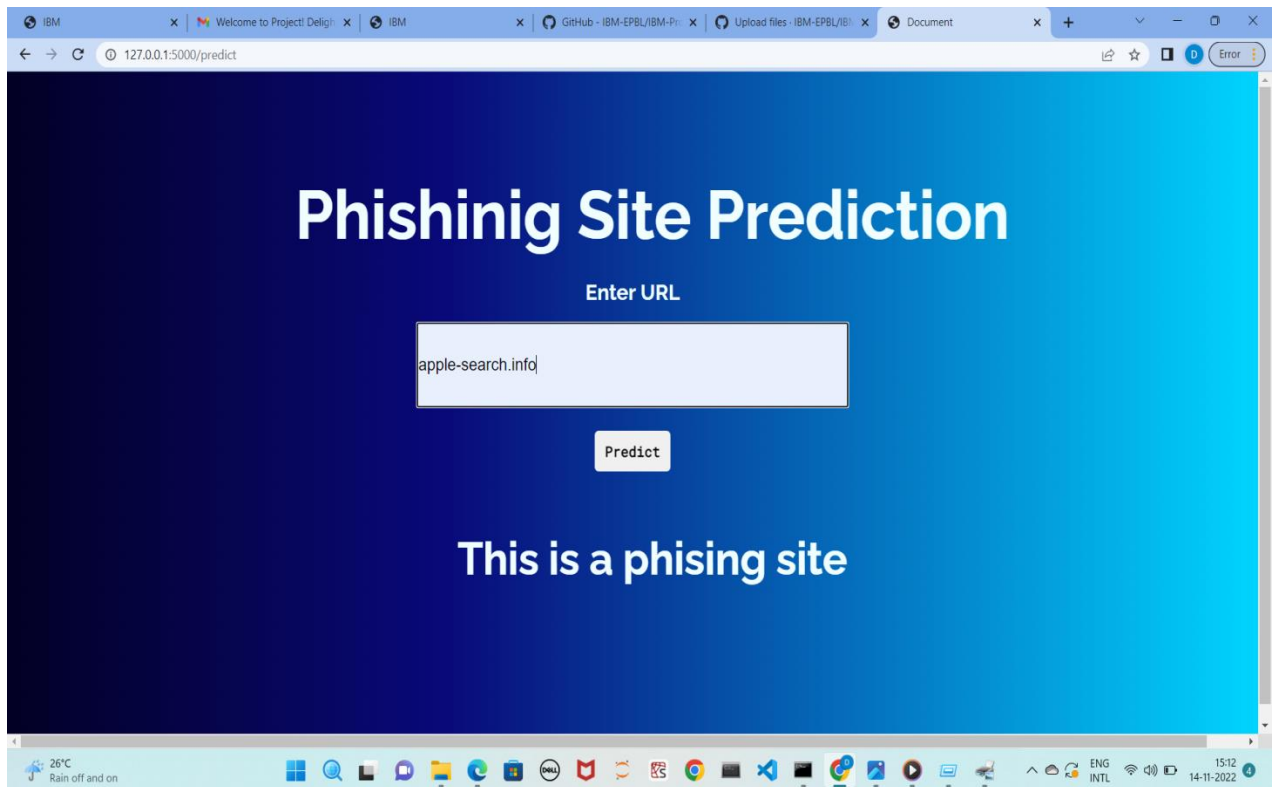 IBM
Welcome to Project! Deligh
IBM
GitHub - IBM-EPBL/IBM-Pr
Upload files · IBM-EPBL/IB
Document
127.0.0.1:5000/predict
D
Error
Phishinig Site Prediction
Enter URL
apple-search.info
Predict
This is a phising site
26°C
Rain off and on
DELL
ENG
INTL
15:12
14-11-2022
4